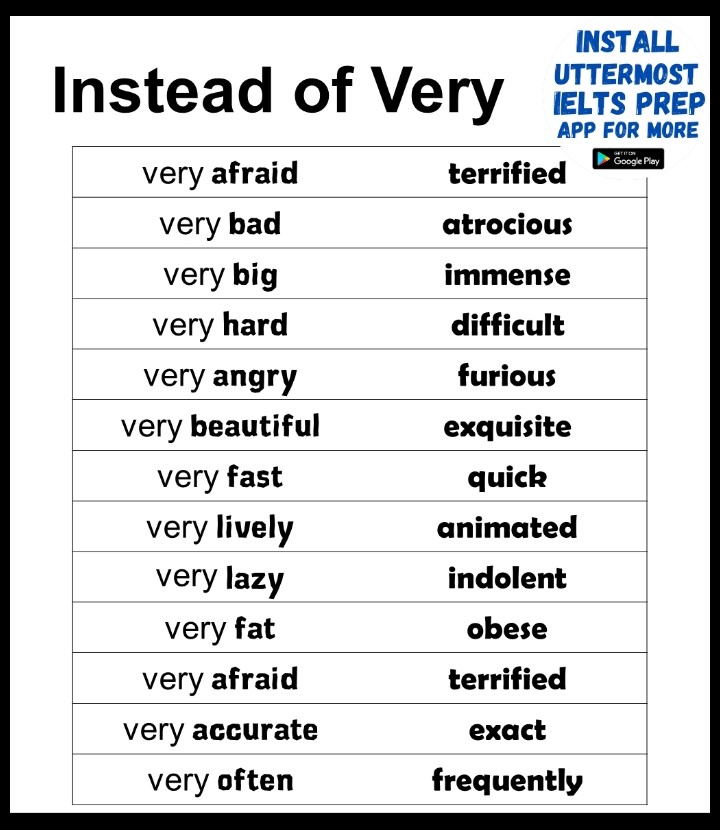 Instead of Very
INSTALL
UTTERMOST
IELTS PREP
APP FOR MORE
GET IT ON
Google Play
very afraid terrified
very bad atrocious
very big immense
very hard difficult
very angry furious
very beautiful exquisite
very fast quick
very lively animated
very lazy indolent
very fat obese
very afraid terrified
very accurate exact
very often frequently